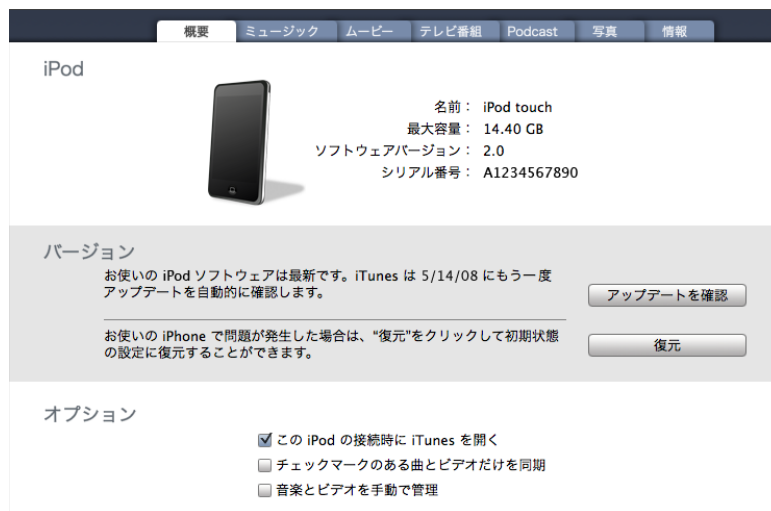 概要 ミュージック ムービー テレビ番組 Podcast 写真 情報
iPod
名前： iPod touch
最大容量： 14.40 GB
ソフトウェアバージョン： 2.0
シリアル番号： A1234567890
バージョン
お使いの iPod ソフトウェアは最新です。iTunes は 5/14/08 にもう一度
アップデートを自動的に確認します。
アップデートを確認
お使いの iPhone で問題が発生した場合は、“復元”をクリックして初期状態
の設定に復元することができます。
復元
オプション
この iPod の接続時に iTunes を開く
チェックマークのある曲とビデオだけを同期
音楽とビデオを手動で管理